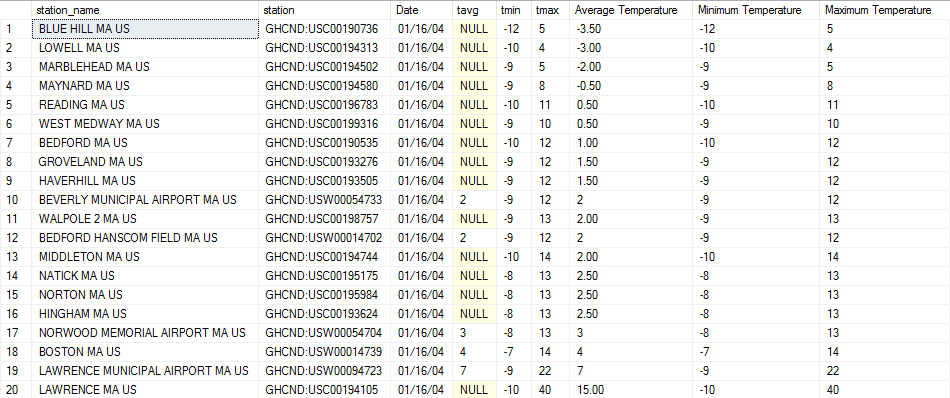 station_name station Date tavg tmin tmax Average Temperature Minimum Temperature Maximum Temperature
1 BLUE HILL MA US GHCND:USC00190736 01/16/04 NULL -12 5 -3.50 -12 5
2 LOWELL MA US GHCND:USC00194313 01/16/04 NULL -10 4 -3.00 -10 4
3 MARBLEHEAD MA US GHCND:USC00194502 01/16/04 NULL -9 5 -2.00 -9 5
4 MAYNARD MA US GHCND:USC00194580 01/16/04 NULL -9 8 -0.50 -9 8
5 READING MA US GHCND:USC00196783 01/16/04 NULL -10 11 0.50 -10 11
6 WEST MEDWAY MA US GHCND:USC00199316 01/16/04 NULL -9 10 0.50 -9 10
7 BEDFORD MA US GHCND:USC00190535 01/16/04 NULL -10 12 1.00 -10 12
8 GROVELAND MA US GHCND:USC00193276 01/16/04 NULL -9 12 1.50 -9 12
9 HAVERHILL MA US GHCND:USC00193505 01/16/04 NULL -9 12 1.50 -9 12
10 BEVERLY MUNICIPAL AIRPORT MA US GHCND:USW00054733 01/16/04 2 -9 12 2 -9 12
11 WALPOLE 2 MA US GHCND:USC00198757 01/16/04 NULL -9 13 2.00 -9 13
12 BEDFORD HANSCOM FIELD MA US GHCND:USW00014702 01/16/04 2 -9 12 2 -9 12
13 MIDDLETON MA US GHCND:USC00194744 01/16/04 NULL -10 14 2.00 -10 14
14 NATICK MA US GHCND:USC00195175 01/16/04 NULL -8 13 2.50 -8 13
15 NORTON MA US GHCND:USC00195984 01/16/04 NULL -8 13 2.50 -8 13
16 HINGHAM MA US GHCND:USC00193624 01/16/04 NULL -8 13 2.50 -8 13
17 NORWOOD MEMORIAL AIRPORT MA US GHCND:USW00054704 01/16/04 3 -8 13 3 -8 13
18 BOSTON MA US GHCND:USW00014739 01/16/04 4 -7 14 4 -7 14
19 LAWRENCE MUNICIPAL AIRPORT MA US GHCND:USW00094723 01/16/04 7 -9 22 7 -9 22
20 LAWRENCE MA US GHCND:USC00194105 01/16/04 NULL -10 40 15.00 -10 40